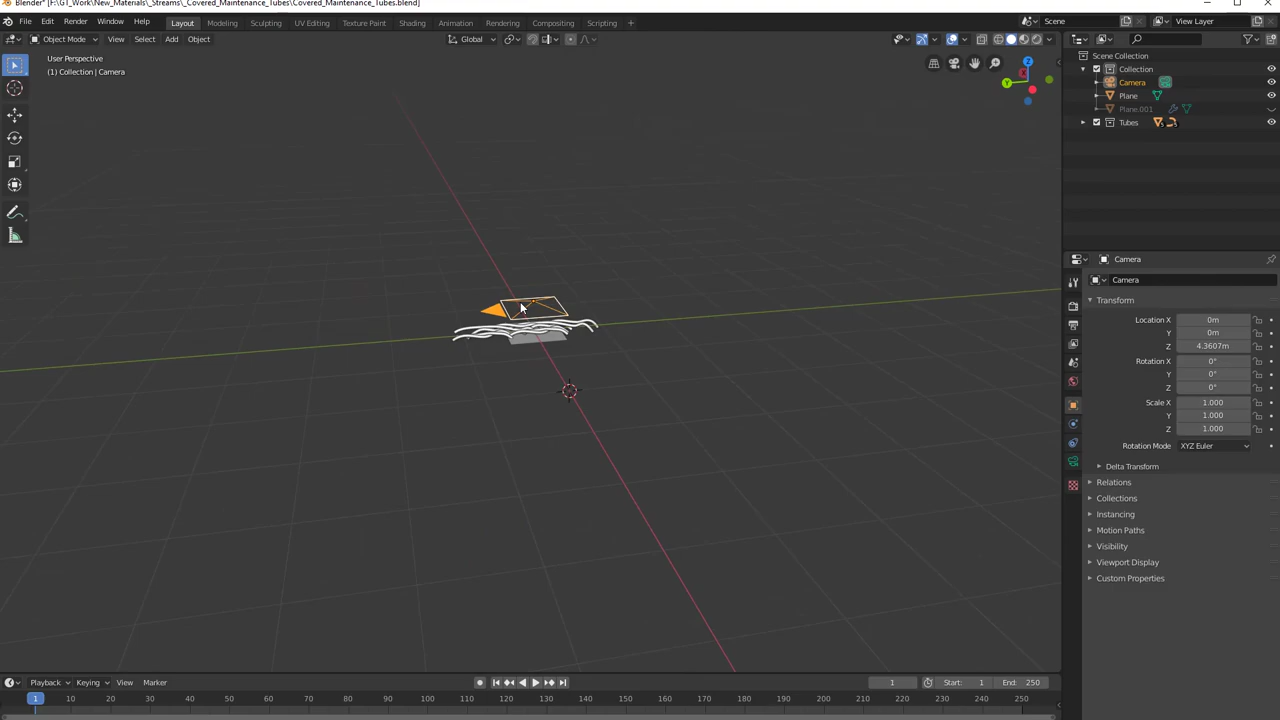 Blender* [F:\GT_Work\New_Materials\_Streams\_Covered_Maintenance_Tubes\Covered_Maintenance_Tubes.blend]
File Edit Render Window Help Layout Modeling Sculpting UV Editing Texture Paint Shading Animation Rendering Compositing Scripting + Scene View Layer
Object Mode View Select Add Object Global
User Perspective
(1) Collection | Camera
Y
Z
X
Scene Collection
Collection
Camera
Plane
Plane.001
Tubes
Camera
Camera
Transform
Location X 0m
Y 0m
Z 4.3607m
Rotation X 0°
Y 0°
Z 0°
Scale X 1.000
Y 1.000
Z 1.000
Rotation Mode XYZ Euler
Delta Transform
Relations
Collections
Instancing
Motion Paths
Visibility
Viewport Display
Custom Properties
Playback Keying View Marker 1 Start: 1 End: 250
1 10 20 30 40 50 60 70 80 90 100 110 120 130 140 150 160 170 180 190 200 210 220 230 240 250